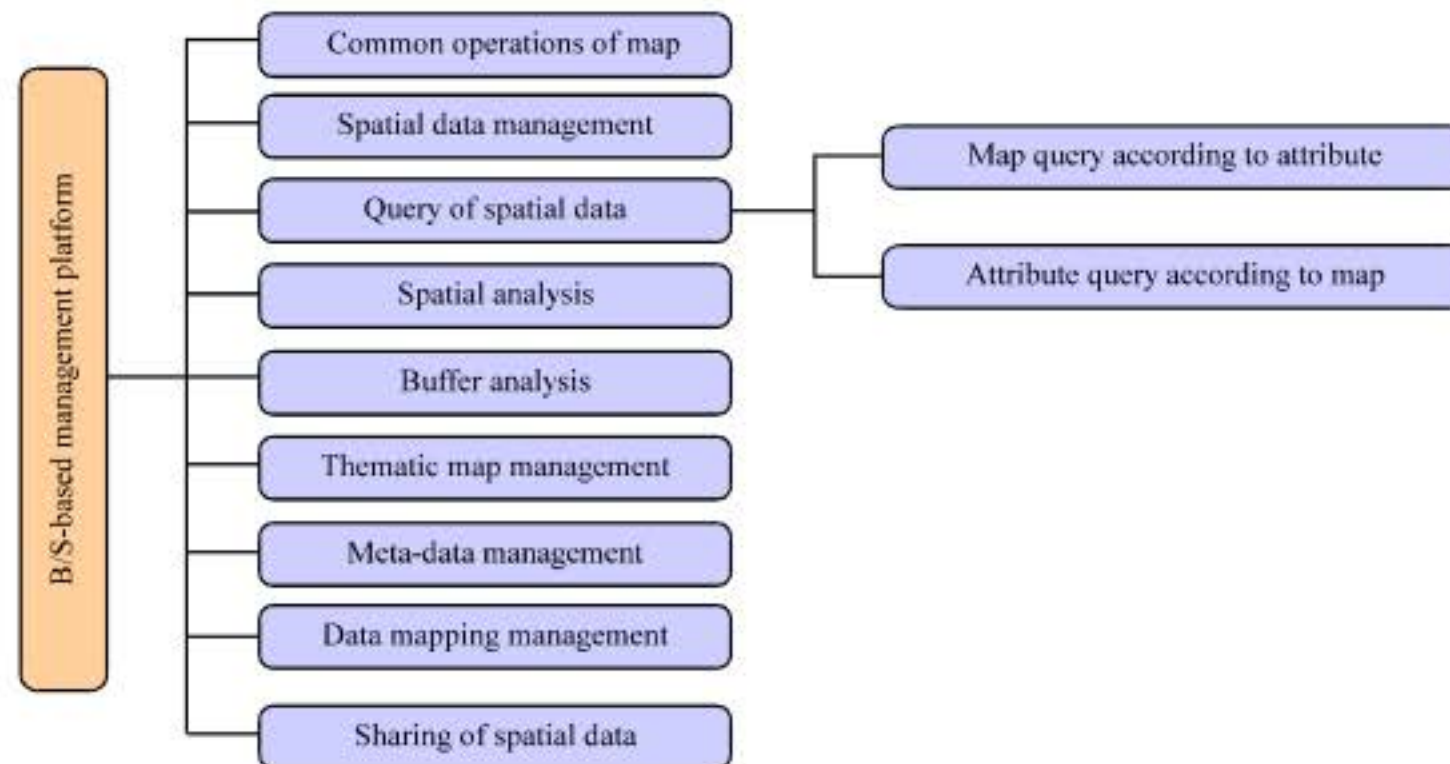 B/S-based management platform
Common operations of map
Spatial data management
Query of spatial data
Spatial analysis
Buffer analysis
Thematic map management
Meta-data management
Data mapping management
Sharing of spatial data
Map query according to attribute
Attribute query according to map